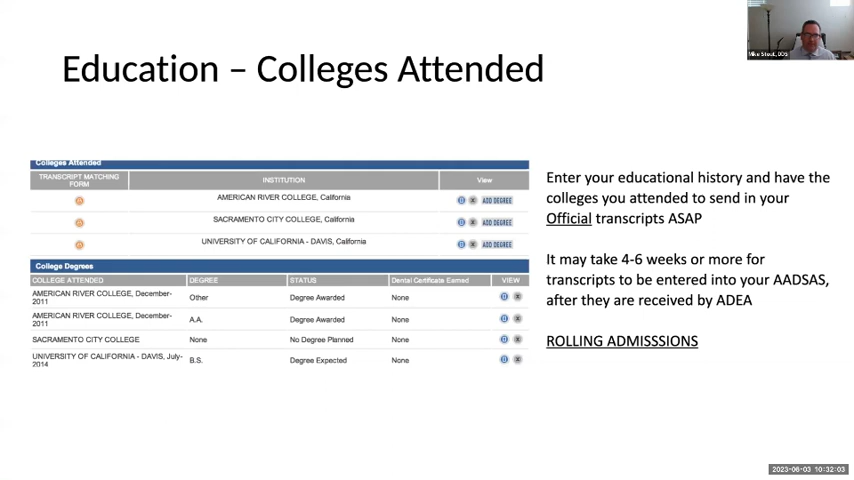 Mike Stout, DDS
Education – Colleges Attended
Colleges Attended
TRANSCRIPT MATCHING FORM INSTITUTION View
AMERICAN RIVER COLLEGE, California ADD DEGREE
SACRAMENTO CITY COLLEGE, California ADD DEGREE
UNIVERSITY OF CALIFORNIA - DAVIS, California ADD DEGREE
College Degrees
COLLEGE ATTENDED DEGREE STATUS Dental Certificate Earned VIEW
AMERICAN RIVER COLLEGE, December-2011 Other Degree Awarded None
AMERICAN RIVER COLLEGE, December-2011 A.A. Degree Awarded None
SACRAMENTO CITY COLLEGE None No Degree Planned None
UNIVERSITY OF CALIFORNIA - DAVIS, July-2014 B.S. Degree Expected None
Enter your educational history and have the
colleges you attended to send in your
Official transcripts ASAP
It may take 4-6 weeks or more for
transcripts to be entered into your AADSAS,
after they are received by ADEA
ROLLING ADMISSSIONS
2023-06-03 10:32:03